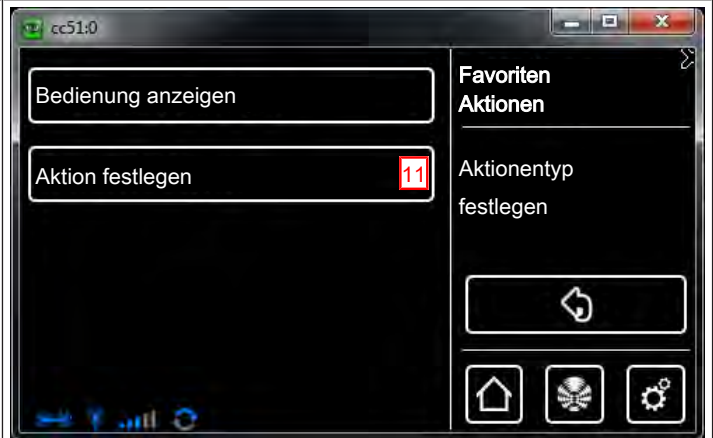 cc51:0
Bedienung anzeigen
Aktion festlegen 11
Favoriten
Aktionen
Aktionentyp
festlegen